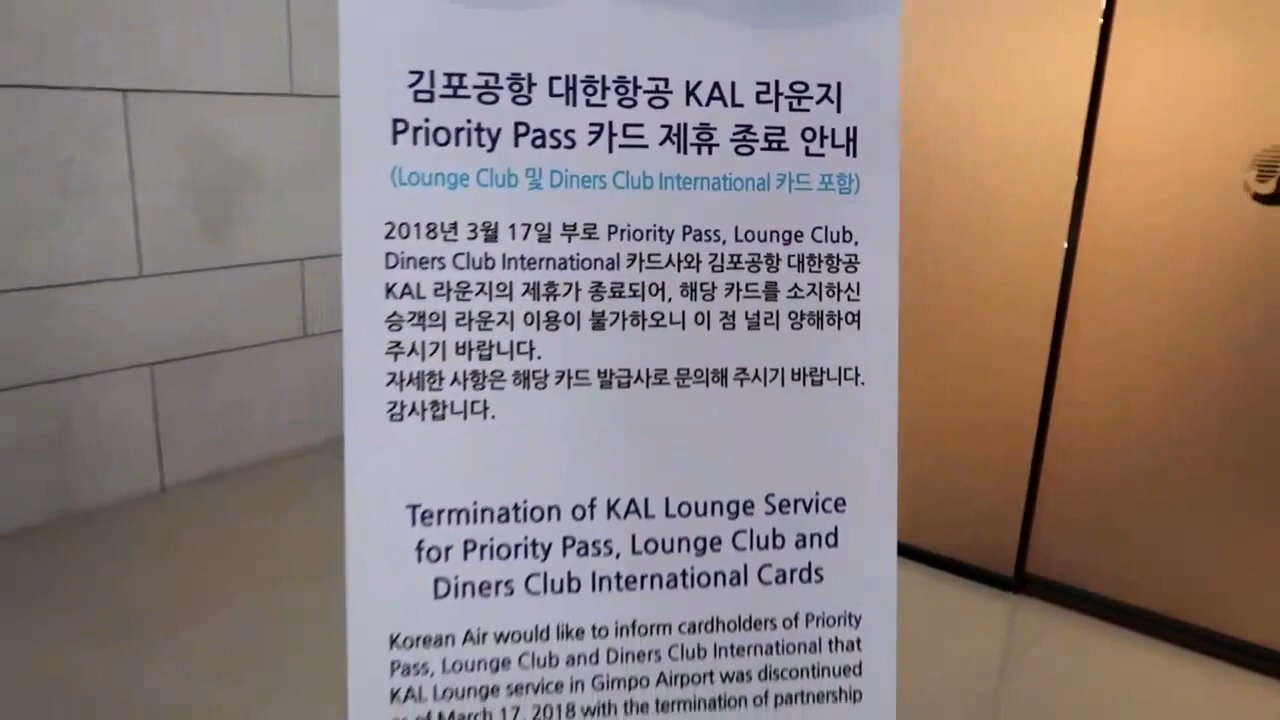 김포공항 대한항공 KAL 라운지
Priority Pass 카드 제휴 종료 안내
(Lounge Club 및 Diners Club International 카드 포함)
2018년 3월 17일 부로 Priority Pass, Lounge Club,
Diners Club International 카드사와 김포공항 대한항공
KAL 라운지의 제휴가 종료되어, 해당 카드를 소지하신
승객의 라운지 이용이 불가하오니 이 점 널리 양해하여
주시기 바랍니다.
자세한 사항은 해당 카드 발급사로 문의해 주시기 바랍니다.
감사합니다.
Termination of KAL Lounge Service
for Priority Pass, Lounge Club and
Diners Club International Cards
Korean Air would like to inform cardholders of Priority
Pass, Lounge Club and Diners Club International that
KAL Lounge service in Gimpo Airport was discontinued
as of March 17, 2018 with the termination of partnership